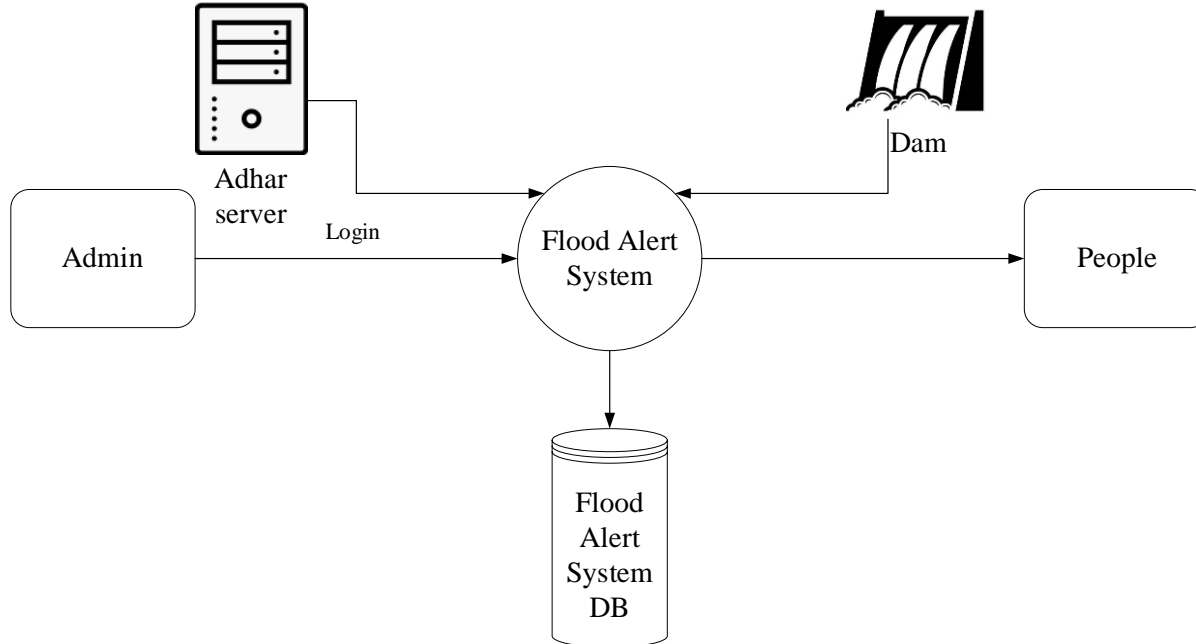 Adhar
server
Dam
Admin
Login
Flood Alert
System
People
Flood
Alert
System
DB